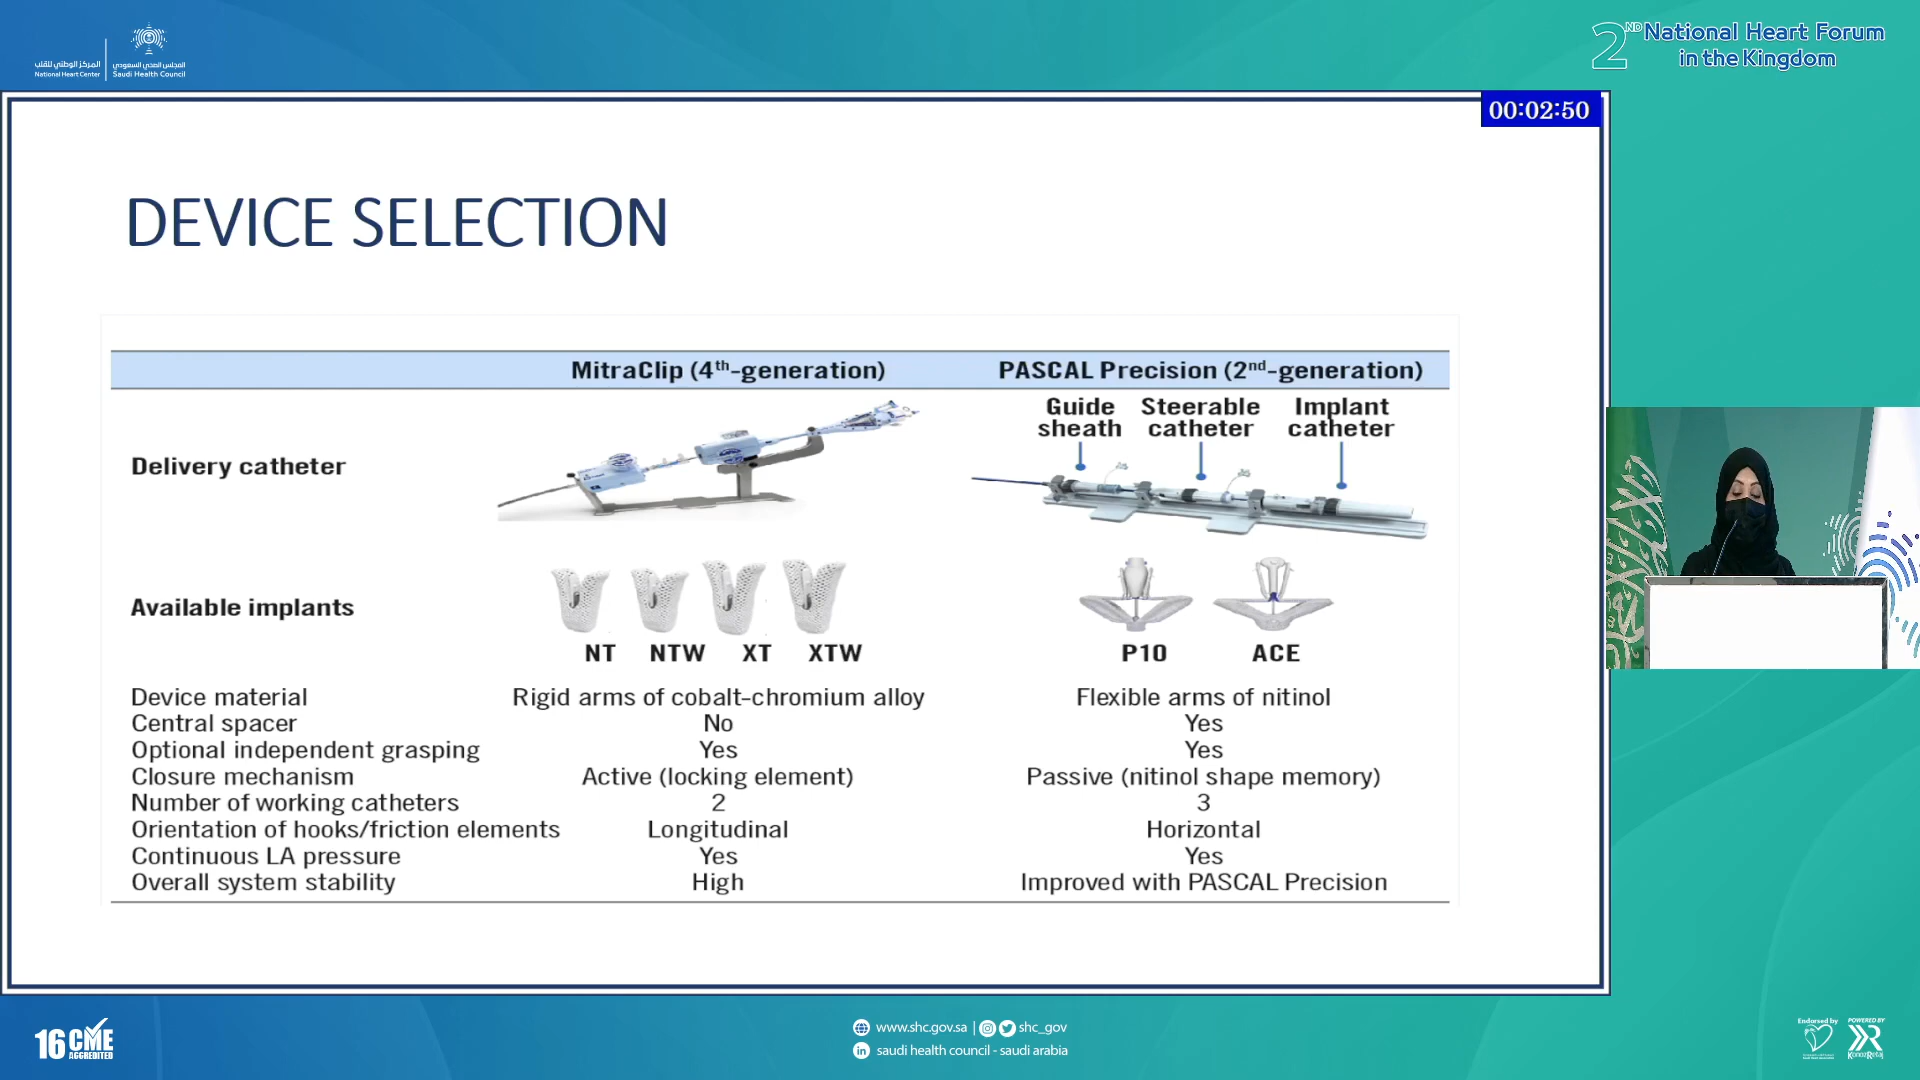 المركز الوطني للقلب
National Heart Center
المجلس الصحي السعودي
Saudi Health Council
2ND National Heart Forum
in the Kingdom
00:02:50
DEVICE SELECTION
MitraClip (4th-generation) PASCAL Precision (2nd-generation)
Delivery catheter
Guide sheath
Steerable catheter
Implant catheter
Available implants
NT NTW XT XTW P10 ACE
Device material Rigid arms of cobalt-chromium alloy Flexible arms of nitinol
Central spacer No Yes
Optional independent grasping Yes Yes
Closure mechanism Active (locking element) Passive (nitinol shape memory)
Number of working catheters 2 3
Orientation of hooks/friction elements Longitudinal Horizontal
Continuous LA pressure Yes Yes
Overall system stability High Improved with PASCAL Precision
16 CME
ACCREDITED
www.shc.gov.sa | shc_gov
saudi health council - saudi arabia
Endorsed by
POWERED BY
KonozRetaj